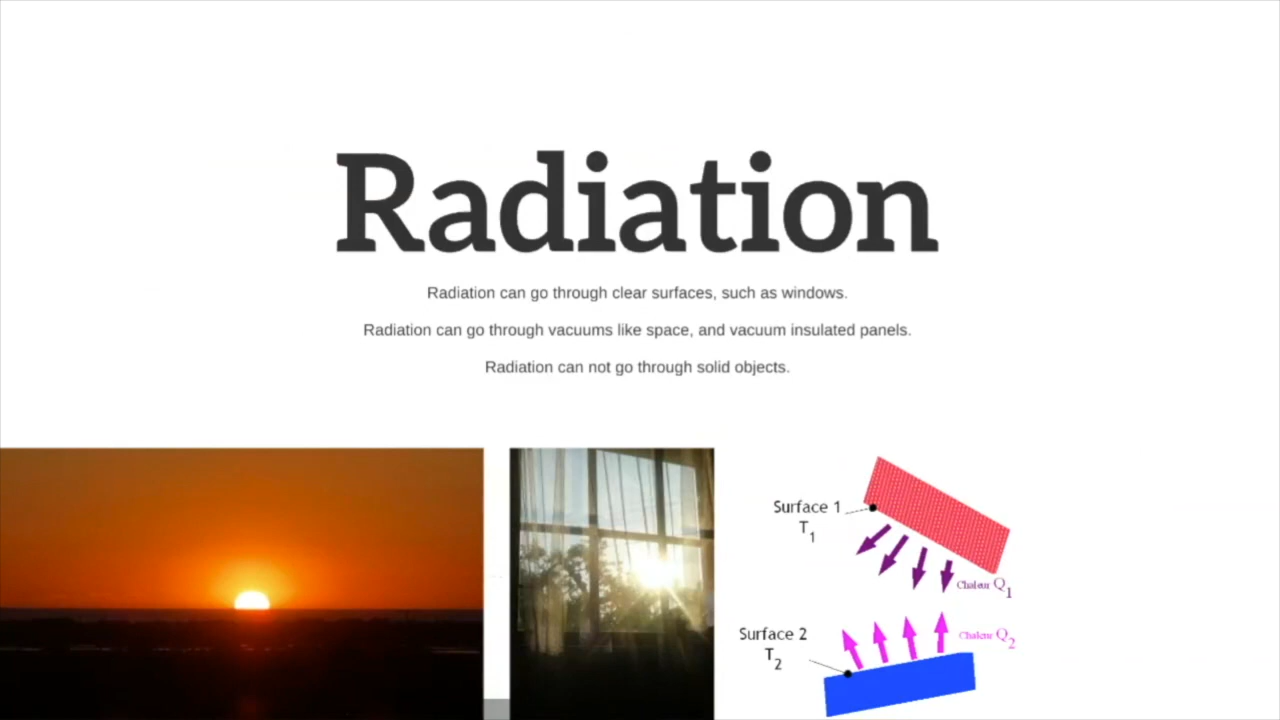 Radiation
Radiation can go through clear surfaces, such as windows.
Radiation can go through vacuums like space, and vacuum insulated panels.
Radiation can not go through solid objects.
Surface 1
T1
Chaleur Q1
Surface 2
T2
Chaleur Q2